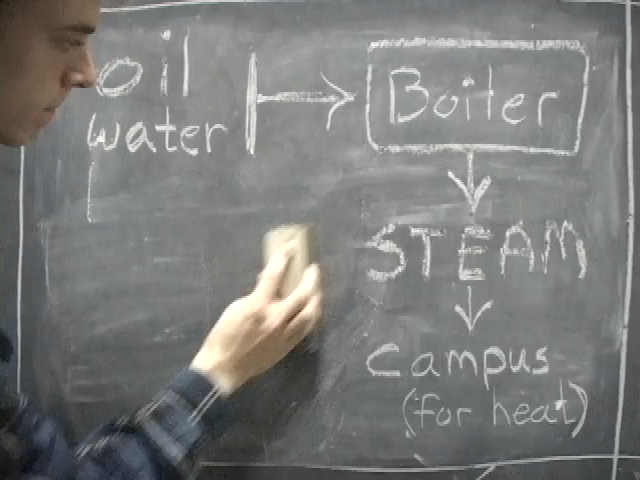 oil
water
Boiler
STEAM
Campus
(for heat)